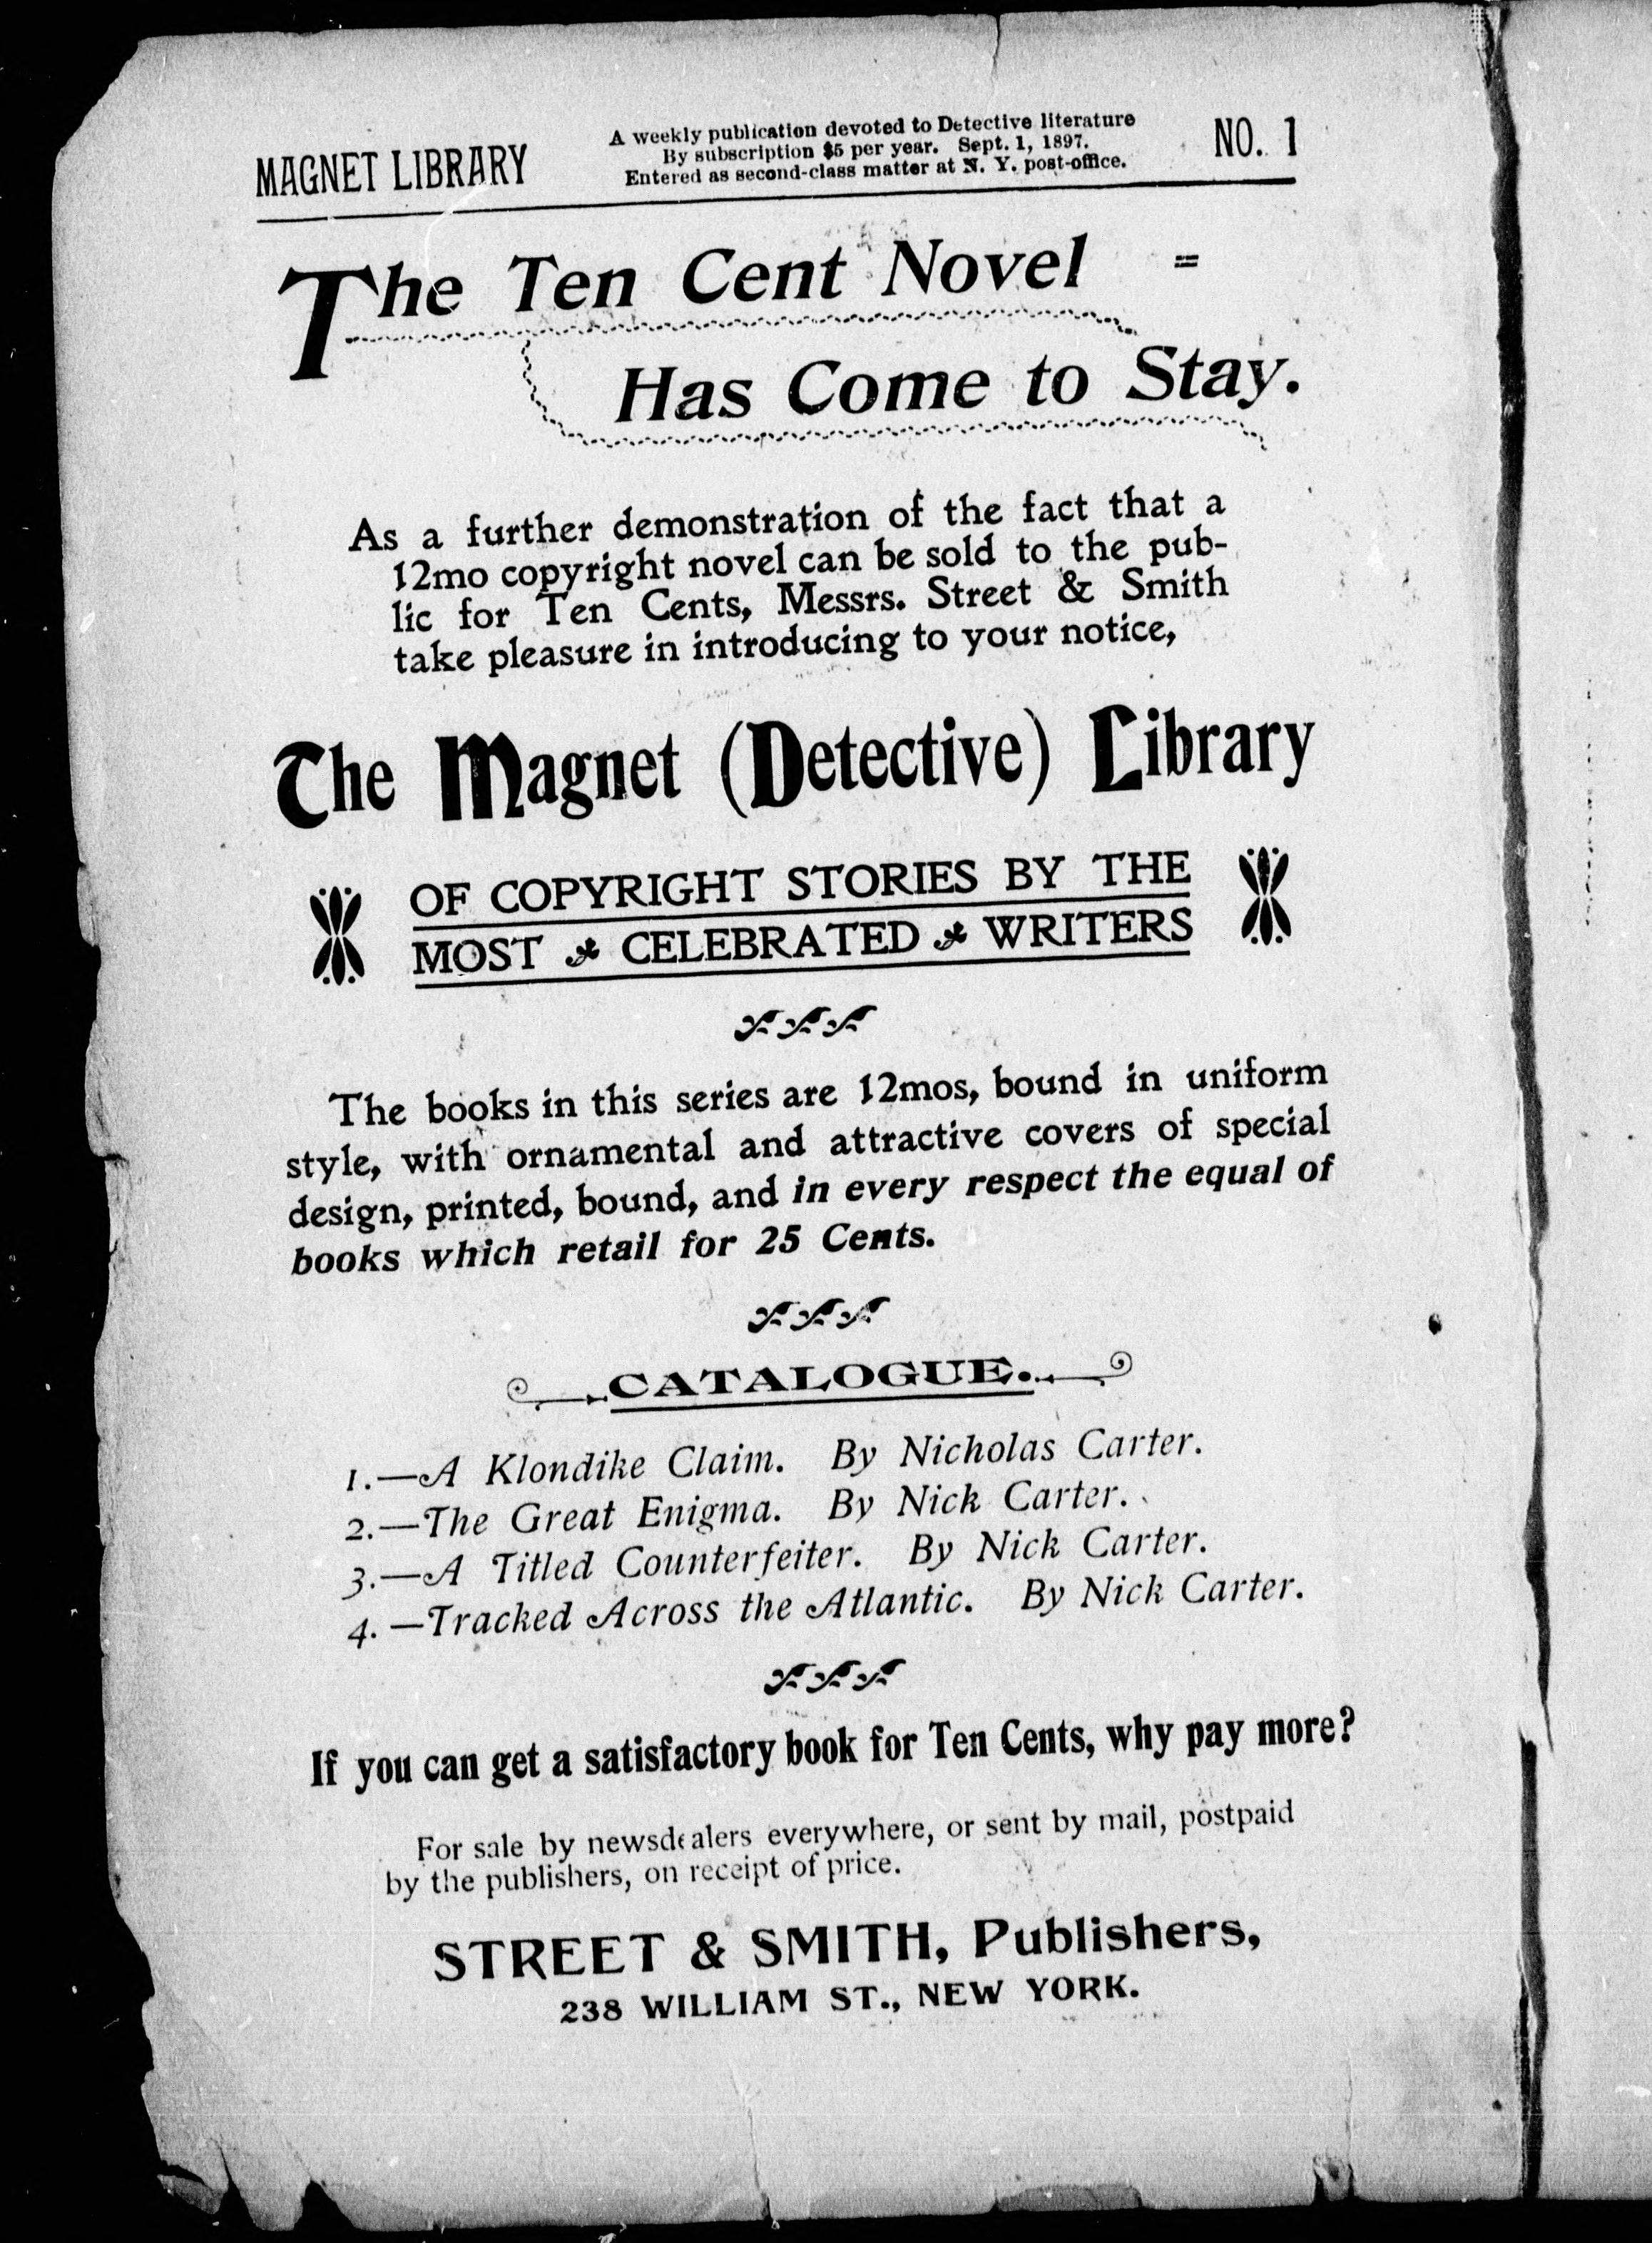 MAGNET LIBRARY
A weekly publication devoted to Detective literature
By subscription $5 per year. Sept. 1, 1897.
Entered as second-class matter at N. Y. post-office.
NO. 1
The Ten Cent Novel =
Has Come to Stay.
As a further demonstration of the fact that a
12mo copyright novel can be sold to the pub-
lic for Ten Cents, Messrs. Street & Smith
take pleasure in introducing to your notice,
The Magnet (Detective) Library
OF COPYRIGHT STORIES BY THE
MOST CELEBRATED WRITERS
The books in this series are 12mos, bound in uniform
style, with ornamental and attractive covers of special
design, printed, bound, and in every respect the equal of
books which retail for 25 Cents.
CATALOGUE.
1.—A Klondike Claim. By Nicholas Carter.
2.—The Great Enigma. By Nick Carter.
3.—A Titled Counterfeiter. By Nick Carter.
4.—Tracked Across the Atlantic. By Nick Carter.
If you can get a satisfactory book for Ten Cents, why pay more?
For sale by newsdealers everywhere, or sent by mail, postpaid
by the publishers, on receipt of price.
STREET & SMITH, Publishers,
238 WILLIAM ST., NEW YORK.